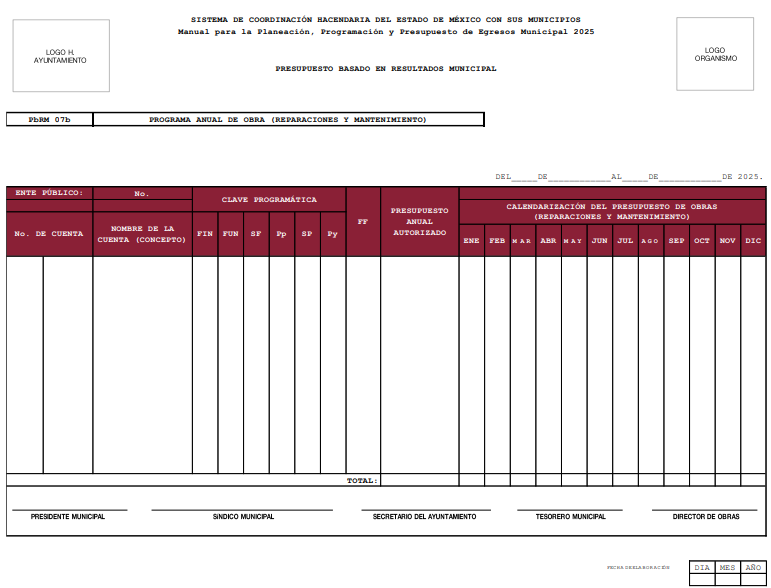 SISTEMA DE COORDINACIÓN HACENDARIA DEL ESTADO DE MÉXICO CON SUS MUNICIPIOS
Manual para la Planeación, Programación y Presupuesto de Egresos Municipal 2025
LOGO H.
AYUNTAMIENTO
LOGO
ORGANISMO
PRESUPUESTO BASADO EN RESULTADOS MUNICIPAL
PbRM 07b PROGRAMA ANUAL DE OBRA (REPARACIONES Y MANTENIMIENTO)
DEL_____DE____________AL_____DE____________DE 2025.
ENTE PÚBLICO: No.
CLAVE PROGRAMÁTICA
FF
PRESUPUESTO
ANUAL
AUTORIZADO
CALENDARIZACIÓN DEL PRESUPUESTO DE OBRAS
(REPARACIONES Y MANTENIMIENTO)
No. DE CUENTA
NOMBRE DE LA
CUENTA (CONCEPTO)
FIN FUN SF Pp SP Py
ENE FEB MAR ABR MAY JUN JUL AGO SEP OCT NOV DIC
TOTAL:
PRESIDENTE MUNICIPAL SINDICO MUNICIPAL SECRETARIO DEL AYUNTAMIENTO TESORERO MUNICIPAL DIRECTOR DE OBRAS
FECHA DE ELABORACIÓN DIA MES AÑO